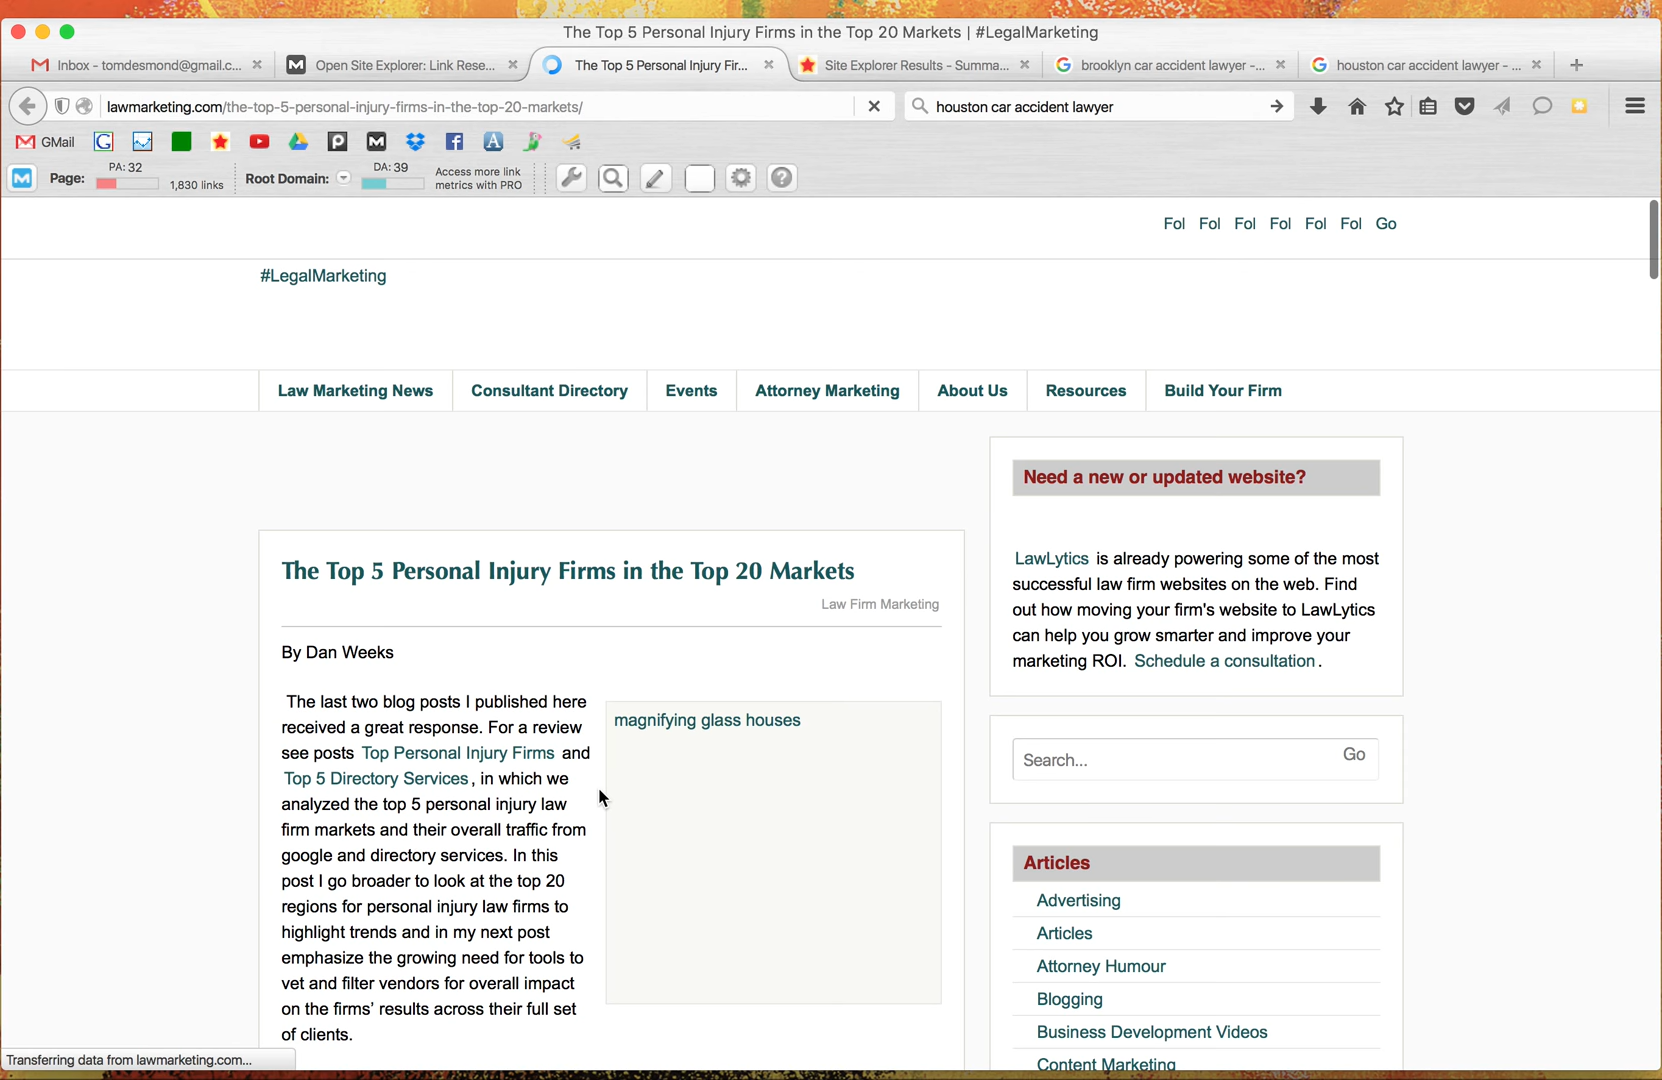 The Top 5 Personal Injury Firms in the Top 20 Markets | #LegalMarketing
Inbox - tomdesmond@gmail.c...
Open Site Explorer: Link Rese...
The Top 5 Personal Injury Fir...
Site Explorer Results - Summa...
brooklyn car accident lawyer -...
houston car accident lawyer - ...
lawmarketing.com/the-top-5-personal-injury-firms-in-the-top-20-markets/
houston car accident lawyer
GMail
Page:
PA: 32
1,830 links
Root Domain:
DA: 39
Access more link
metrics with PRO
Fol Fol Fol Fol Fol Fol Go
#LegalMarketing
Law Marketing News
Consultant Directory
Events
Attorney Marketing
About Us
Resources
Build Your Firm
The Top 5 Personal Injury Firms in the Top 20 Markets
Law Firm Marketing
By Dan Weeks
The last two blog posts I published here
received a great response. For a review
see posts Top Personal Injury Firms and
Top 5 Directory Services, in which we
analyzed the top 5 personal injury law
firm markets and their overall traffic from
google and directory services. In this
post I go broader to look at the top 20
regions for personal injury law firms to
highlight trends and in my next post
emphasize the growing need for tools to
vet and filter vendors for overall impact
on the firms' results across their full set
of clients.
magnifying glass houses
Need a new or updated website?
LawLytics is already powering some of the most
successful law firm websites on the web. Find
out how moving your firm's website to LawLytics
can help you grow smarter and improve your
marketing ROI. Schedule a consultation.
Search...
Go
Articles
Advertising
Articles
Attorney Humour
Blogging
Business Development Videos
Content Marketing
Transferring data from lawmarketing.com...